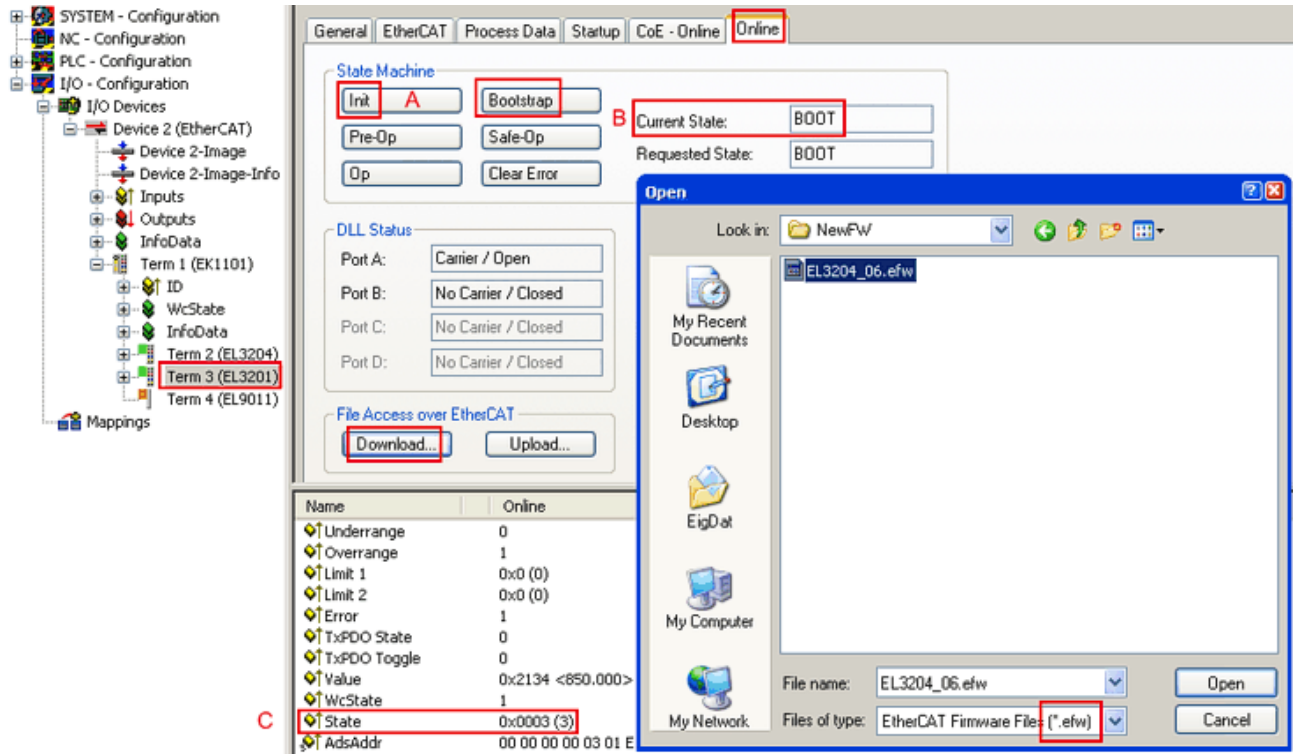 SYSTEM - Configuration
NC - Configuration
PLC - Configuration
I/O - Configuration
I/O Devices
Device 2 (EtherCAT)
Device 2-Image
Device 2-Image-Info
Inputs
Outputs
InfoData
Term 1 (EK1101)
ID
WcState
InfoData
Term 2 (EL3204)
Term 3 (EL3201)
Term 4 (EL9011)
Mappings
General EtherCAT Process Data Startup CoE - Online Online
State Machine
Init A Bootstrap
Pre-Op Safe-Op
Op Clear Error
B Current State: BOOT
Requested State: BOOT
DLL Status
Port A: Carrier / Open
Port B: No Carrier / Closed
Port C: No Carrier / Closed
Port D: No Carrier / Closed
File Access over EtherCAT
Download... Upload...
Name Online
Underrange 0
Overrange 1
Limit 1 0x0 (0)
Limit 2 0x0 (0)
Error 1
TxPDO State 0
TxPDO Toggle 0
Value 0x2134 <850.000>
WcState 1
C State 0x0003 (3)
AdsAddr 00 00 00 00 03 01 E
Open
Look in: NewFW
EL3204_06.efw
My Recent
Documents
Desktop
EigDat
My Computer
My Network
File name: EL3204_06.efw Open
Files of type: EtherCAT Firmware Files (*.efw) Cancel